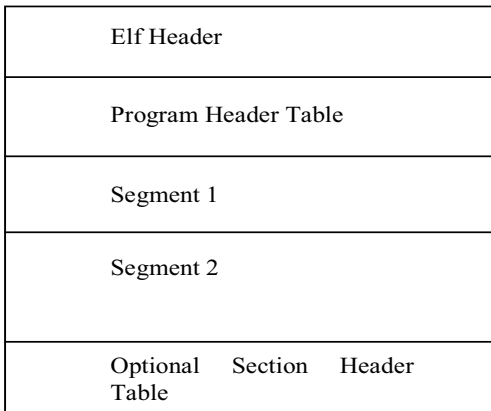 Elf Header
Program Header Table
Segment 1
Segment 2
Optional Section Header
Table